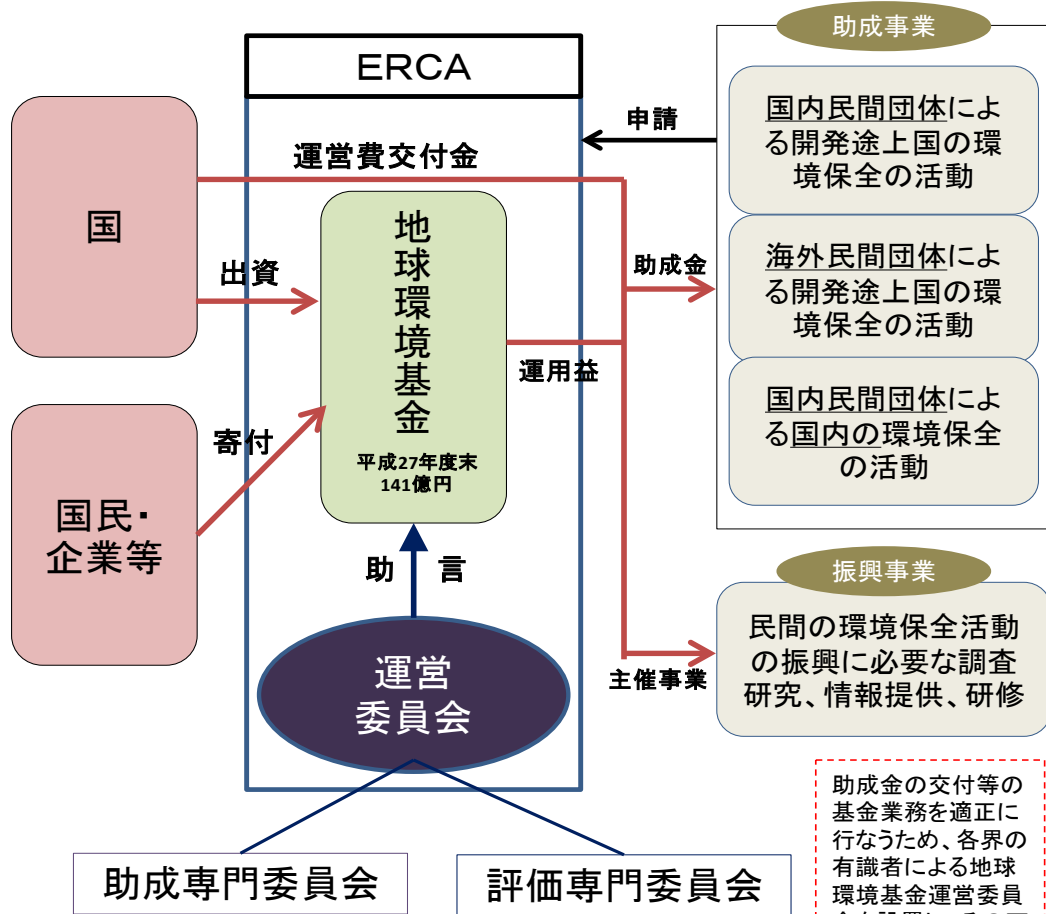 助成事業
ERCA
国内民間団体によ
る開発途上国の環
境保全の活動
申請
運営費交付金
国
地球環境基金
平成27年度末
141億円
出資
助成金
海外民間団体によ
る開発途上国の環
境保全の活動
運用益
国内民間団体によ
る国内の環境保全
の活動
寄付
国民・
企業等
助 言
振興事業
民間の環境保全活動
の振興に必要な調査
研究、情報提供、研修
主催事業
運営
委員会
助成専門委員会
評価専門委員会
助成金の交付等の
基金業務を適正に
行なうため、各界の
有識者による地球
環境基金運営委員